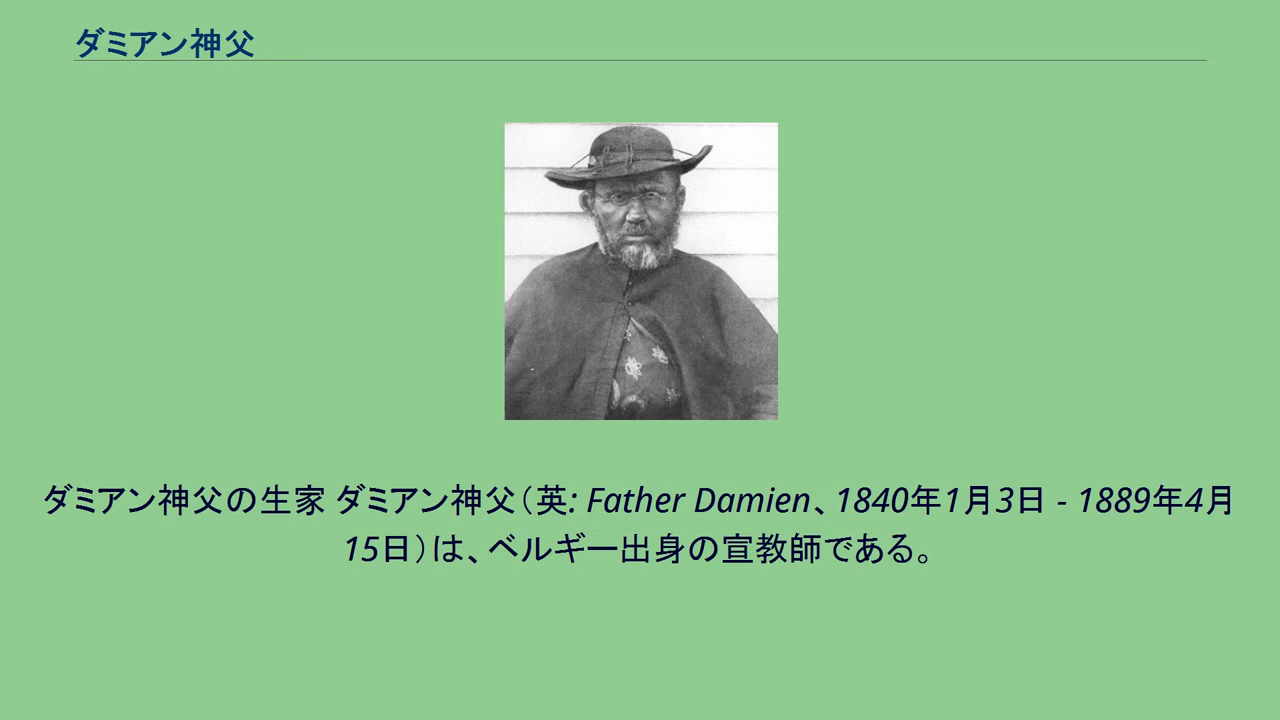 ダミアン神父
ダミアン神父の生家 ダミアン神父（英: Father Damien、1840年1月3日 - 1889年4月
15日）は、ベルギー出身の宣教師である。